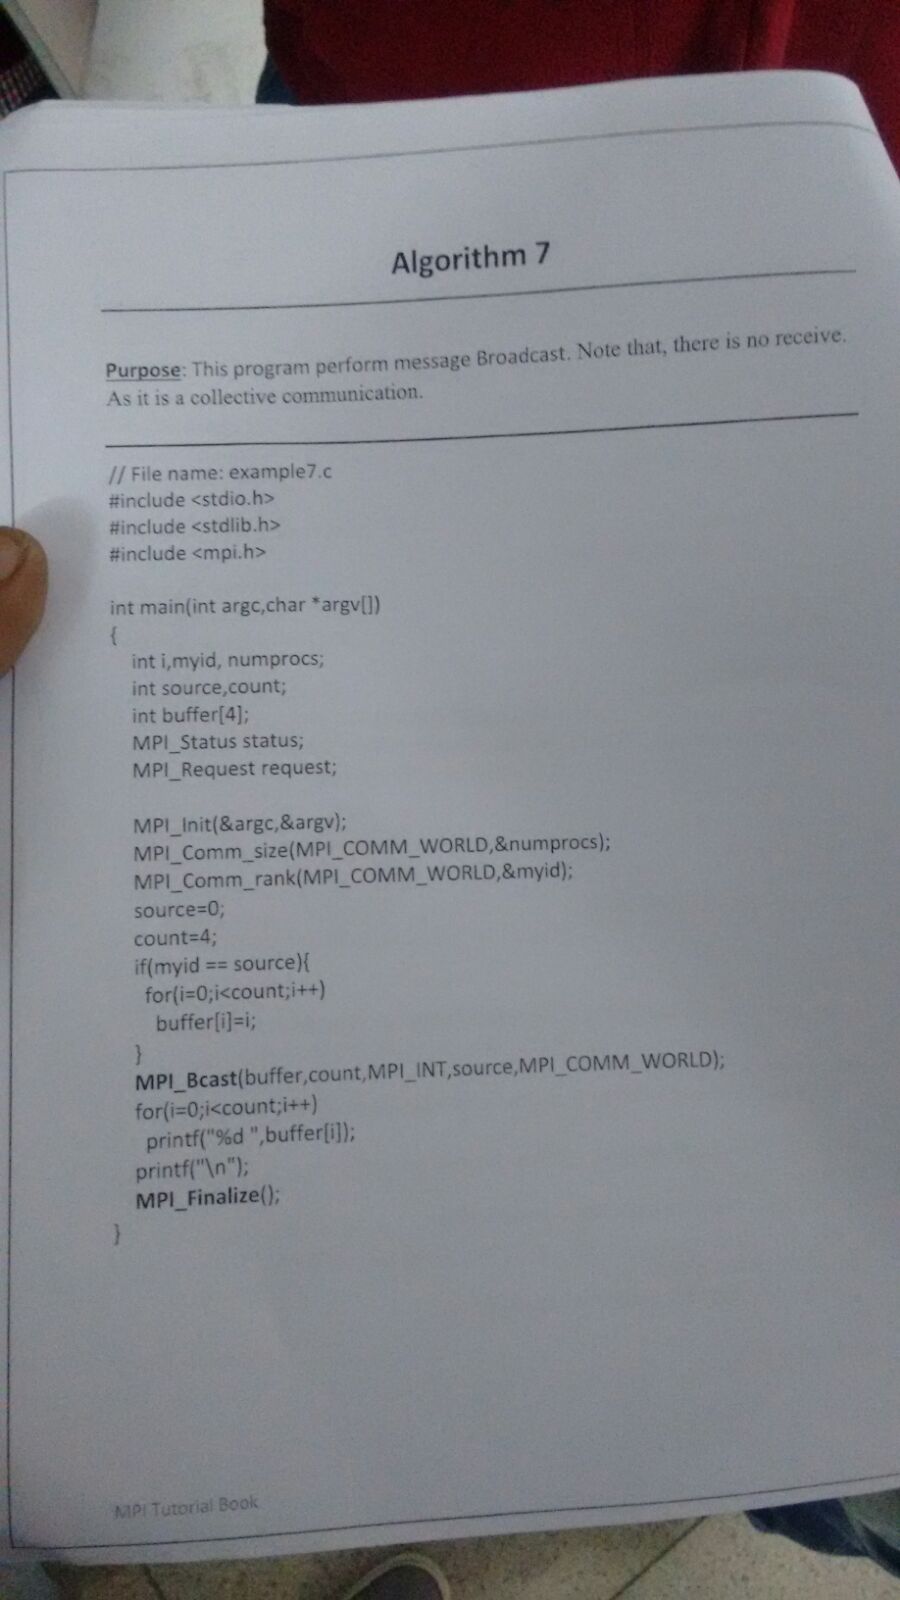 Algorithm 7
Purpose: This program perform message Broadcast. Note that, there is no receive.
As it is a collective communication.
// File name: example7.c
#include <stdio.h>
#include <stdlib.h>
#include <mpi.h>
int main(int argc,char *argv[])
{
int i,myid, numprocs;
int source,count;
int buffer[4];
MPI_Status status;
MPI_Request request;
MPI_Init(&argc,&argv);
MPI_Comm_size(MPI_COMM_WORLD,&numprocs);
MPI_Comm_rank(MPI_COMM_WORLD,&myid);
source=0;
count=4;
if(myid == source){
for(i=0;i<count;i++)
buffer[i]=i;
}
MPI_Bcast(buffer,count,MPI_INT,source,MPI_COMM_WORLD);
for(i=0;i<count;i++)
printf("%d ",buffer[i]);
printf("\n");
MPI_Finalize();
}
MPI Tutorial Book